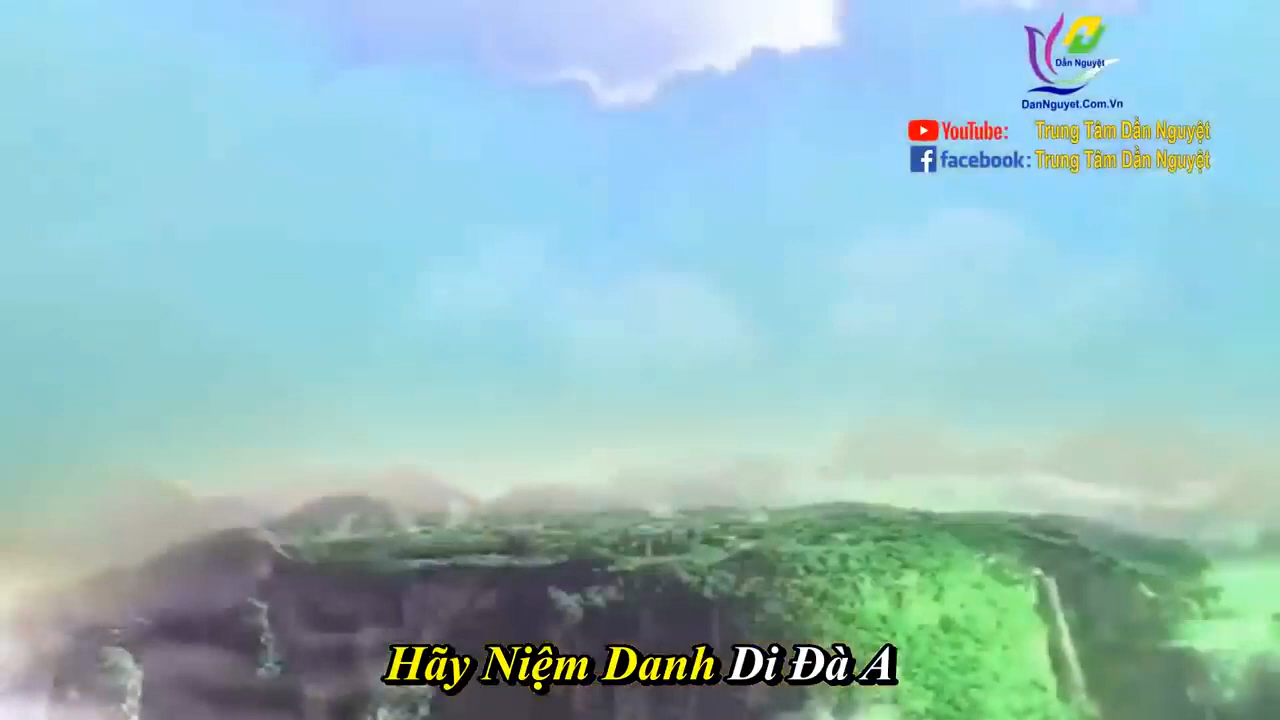 Dẫn Nguyệt
DanNguyet.Com.Vn
YouTube: Trung Tâm Dẫn Nguyệt
facebook: Trung Tâm Dẫn Nguyệt
Hãy Niệm Danh Di Đà A